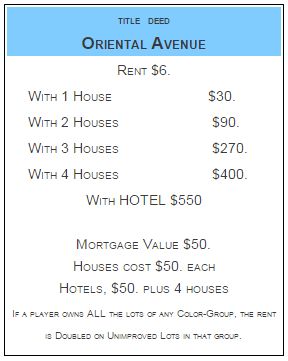 TITLE DEED
ORIENTAL AVENUE
RENT $6.
WITH 1 HOUSE $30.
WITH 2 HOUSES $90.
WITH 3 HOUSES $270.
WITH 4 HOUSES $400.
WITH HOTEL $550
MORTGAGE VALUE $50.
HOUSES COST $50. EACH
HOTELS, $50. PLUS 4 HOUSES
IF A PLAYER OWNS ALL THE LOTS OF ANY COLOR-GROUP, THE RENT
IS DOUBLED ON UNIMPROVED LOTS IN THAT GROUP.